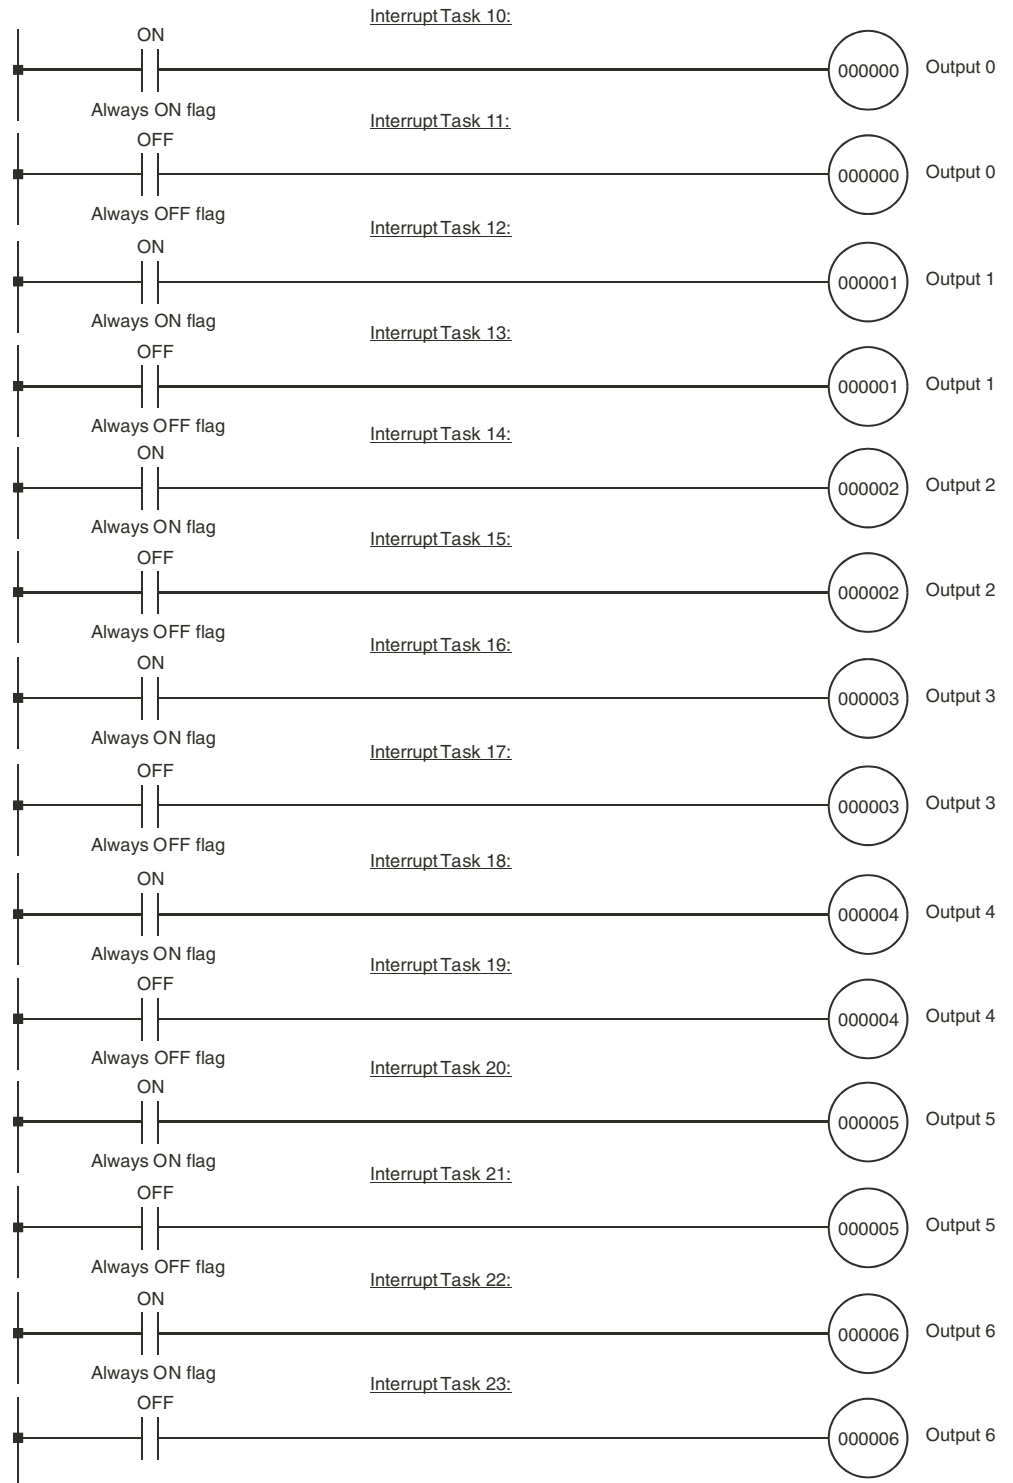 Interrupt Task 10:
ON
000000 Output 0
Always ON flag
Interrupt Task 11:
OFF
000000 Output 0
Always OFF flag
Interrupt Task 12:
ON
000001 Output 1
Always ON flag
Interrupt Task 13:
OFF
000001 Output 1
Always OFF flag
Interrupt Task 14:
ON
000002 Output 2
Always ON flag
Interrupt Task 15:
OFF
000002 Output 2
Always OFF flag
Interrupt Task 16:
ON
000003 Output 3
Always ON flag
Interrupt Task 17:
OFF
000003 Output 3
Always OFF flag
Interrupt Task 18:
ON
000004 Output 4
Always ON flag
Interrupt Task 19:
OFF
000004 Output 4
Always OFF flag
Interrupt Task 20:
ON
000005 Output 5
Always ON flag
Interrupt Task 21:
OFF
000005 Output 5
Always OFF flag
Interrupt Task 22:
ON
000006 Output 6
Always ON flag
Interrupt Task 23:
OFF
000006 Output 6